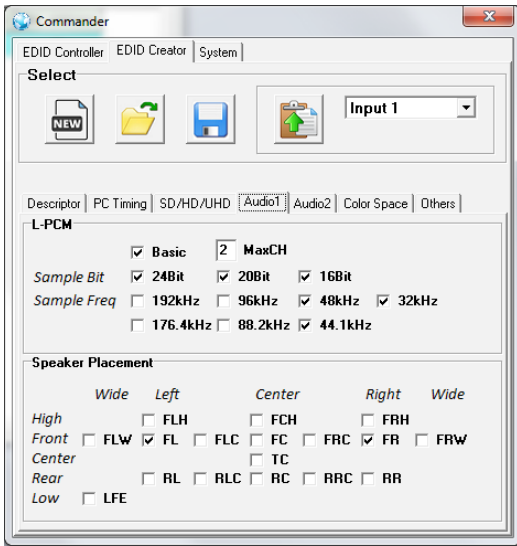 Commander
EDID Controller EDID Creator System
Select
NEW
Input 1
Descriptor PC Timing SD/HD/UHD Audio1 Audio2 Color Space Others
L-PCM
Basic 2 MaxCH
Sample Bit 24Bit 20Bit 16Bit
Sample Freq 192kHz 96kHz 48kHz 32kHz
176.4kHz 88.2kHz 44.1kHz
Speaker Placement
Wide Left Center Right Wide
High FLH FCH FRH
Front FLW FL FLC FC FRC FR FRW
Center TC
Rear RL RLC RC RRC RR
Low LFE